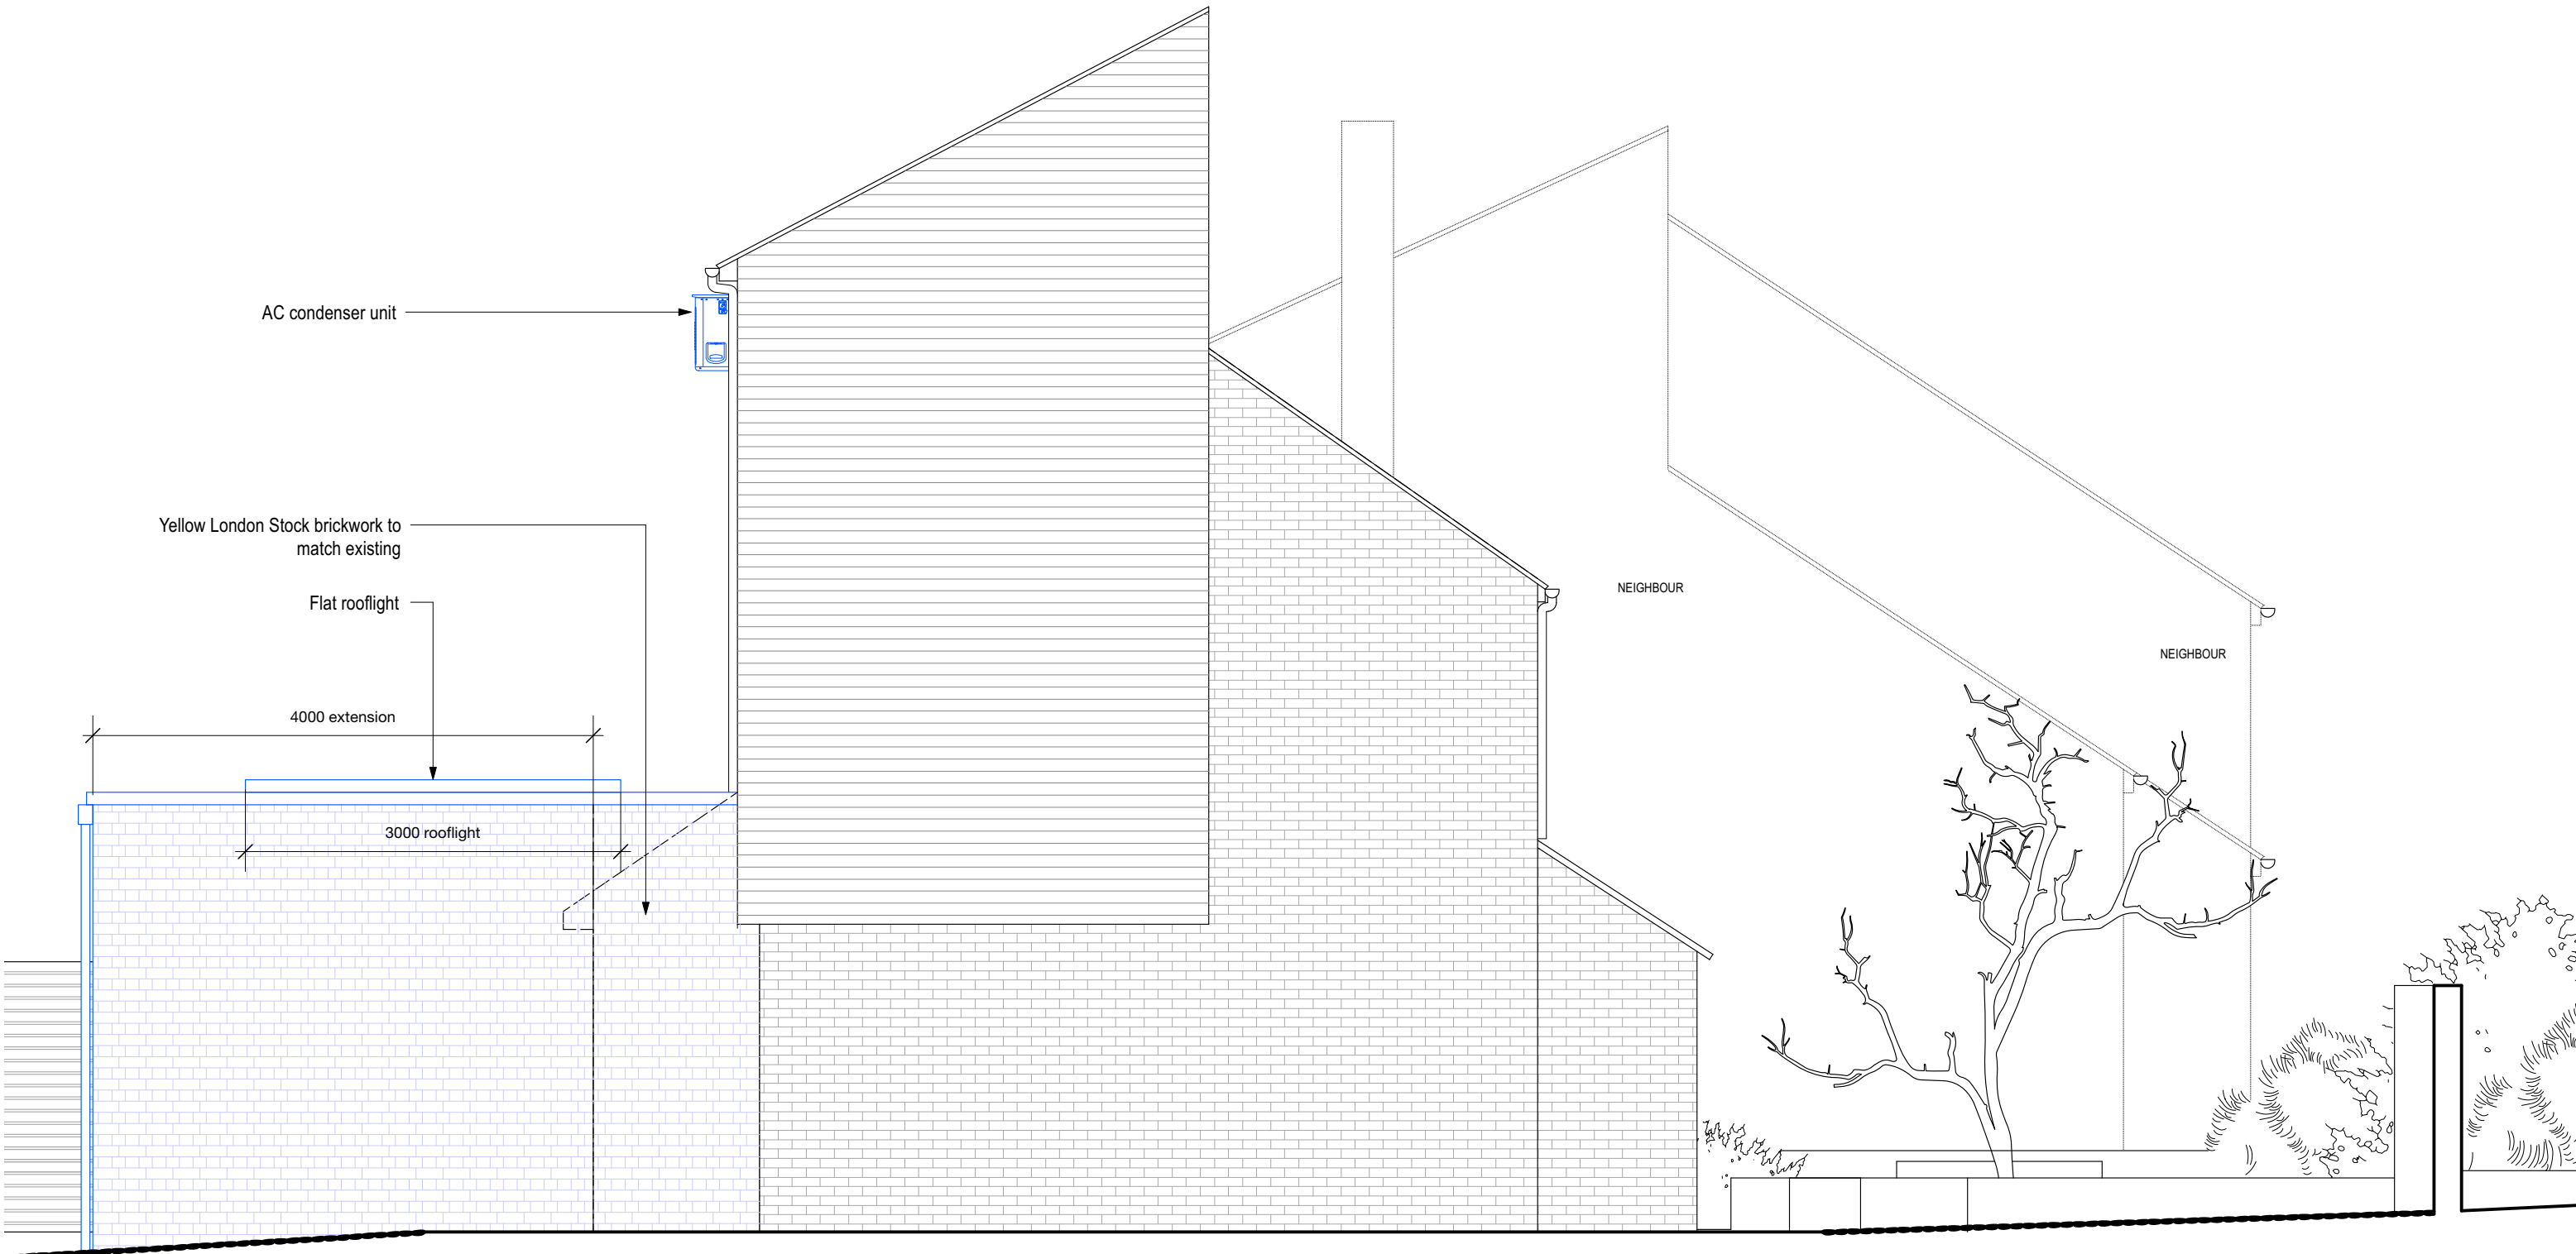 AC condenser unit
Yellow London Stock brickwork to
match existing
Flat rooflight
4000 extension
3000 rooflight
NEIGHBOUR
NEIGHBOUR